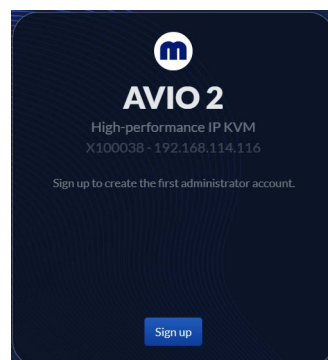 m
AVIO 2
High-performance IP KVM
X100038 - 192.168.114.116
Sign up to create the first administrator account.
Sign up